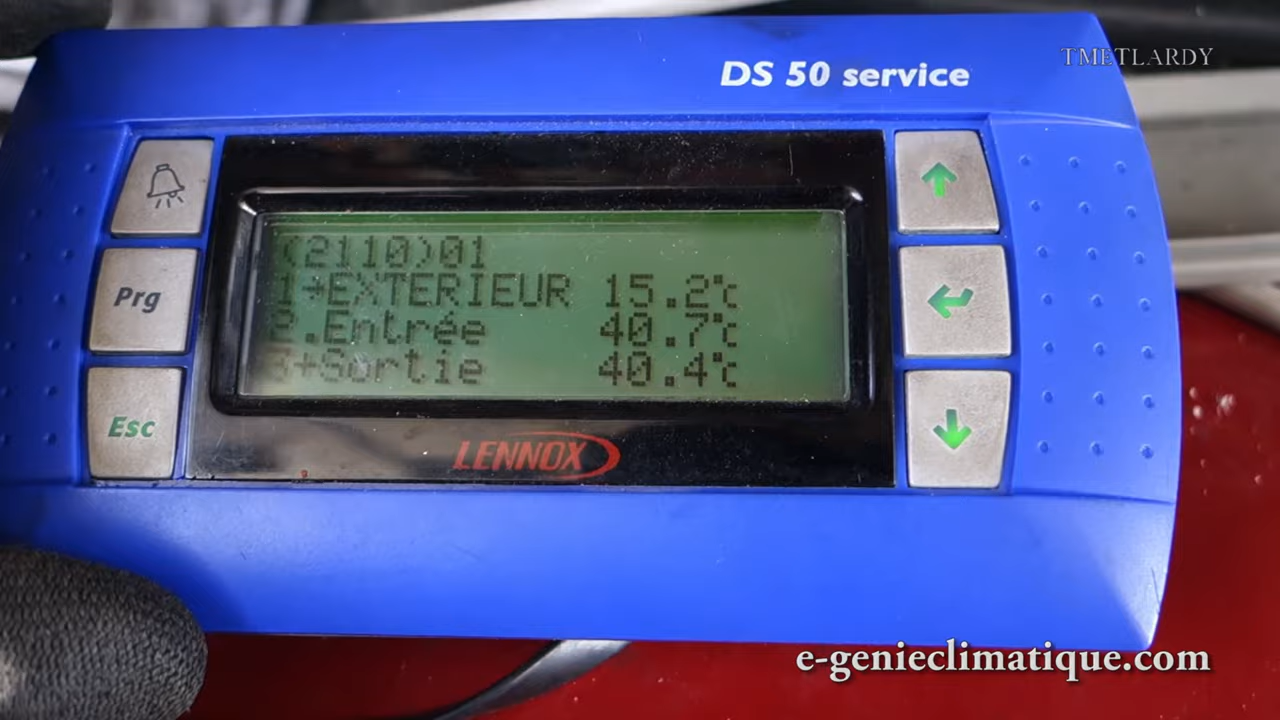 TMETLARDY
DS 50 service
(2110)01
1→EXTERIEUR 15.2°c
2.Entrée 40.7°c
3+Sortie 40.4°c
Prg
Esc
LENNOX
e-genieclimatique.com